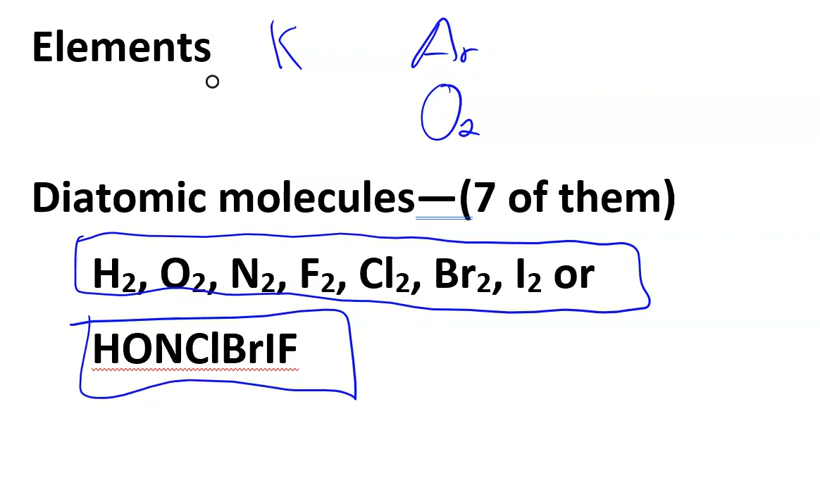 Elements K Ar
O₂
Diatomic molecules—(7 of them)
H₂, O₂, N₂, F₂, Cl₂, Br₂, I₂ or
HONClBrIF